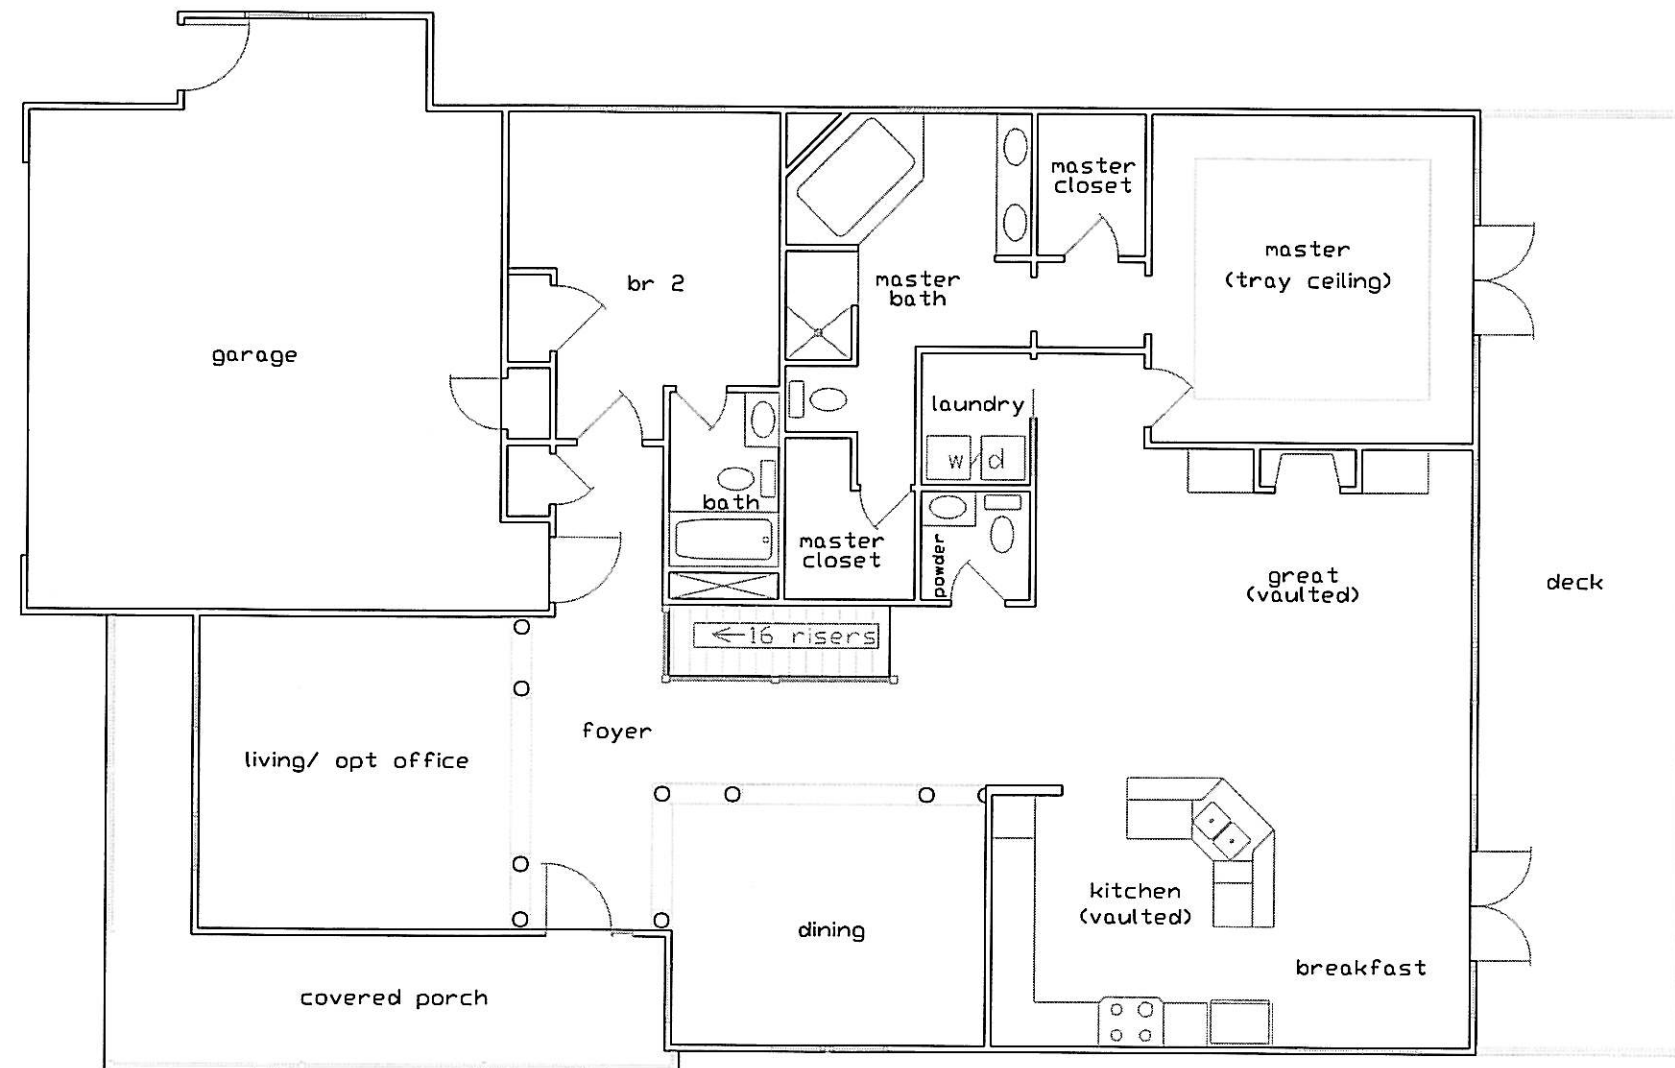 master
closet
master
(tray ceiling)
br 2
master
bath
garage
laundry
w/d
bath
master
closet
powder
great
(vaulted)
deck
←16 risers
foyer
living/ opt office
kitchen
(vaulted)
dining
breakfast
covered porch